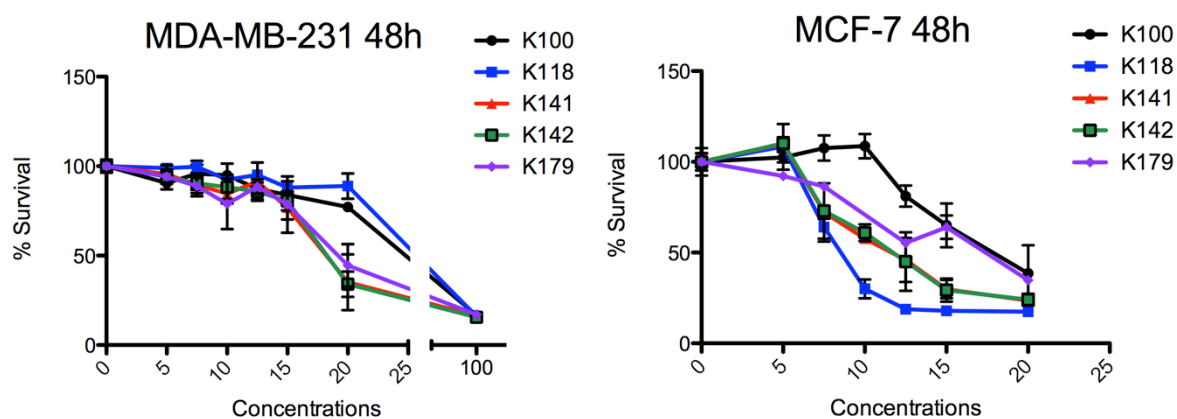 MDA-MB-231 48h
K100
K118
K141
K142
K179
150
100
50
0
% Survival
0 5 10 15 20 25 100
Concentrations
MCF-7 48h
K100
K118
K141
K142
K179
150
100
50
0
% Survival
0 5 10 15 20 25
Concentrations